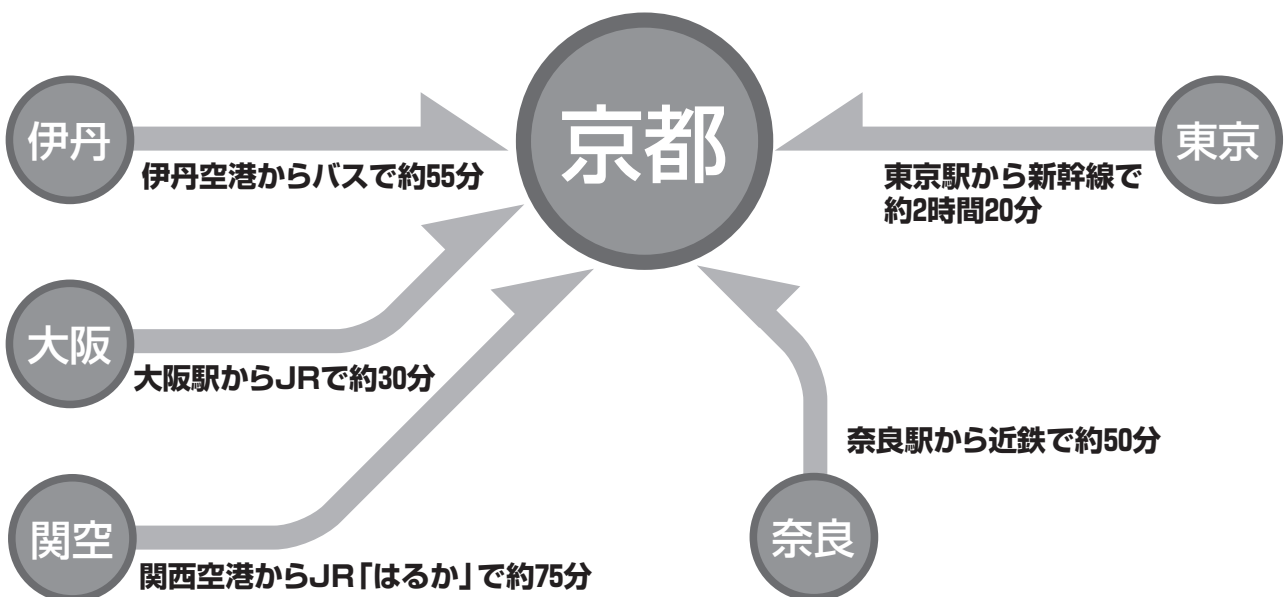 京都
伊丹
伊丹空港からバスで約55分
東京
東京駅から新幹線で
約2時間20分
大阪
大阪駅からJRで約30分
奈良駅から近鉄で約50分
関空
関西空港からJR「はるか」で約75分
奈良